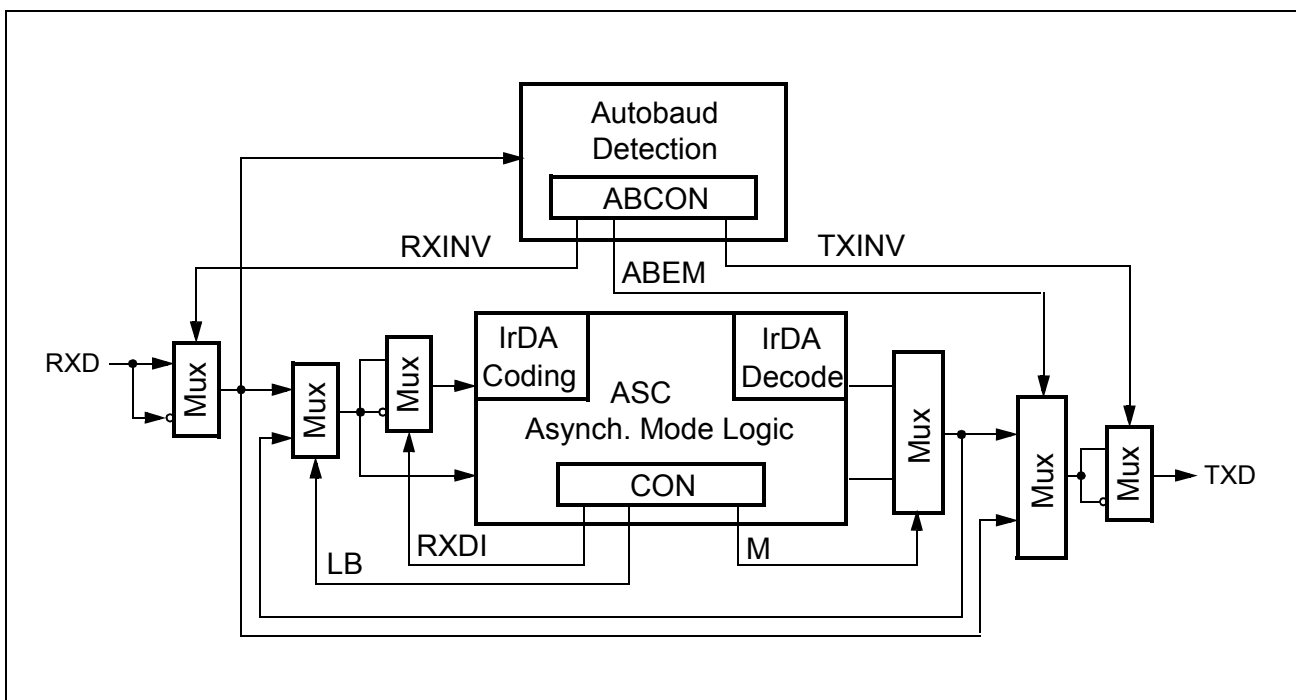 Autobaud
Detection
ABCON
RXINV
ABEM
TXINV
RXD
Mux
Mux
Mux
IrDA
Coding
IrDA
Decode
ASC
Asynch. Mode Logic
CON
Mux
Mux
Mux
TXD
RXDI
M
LB